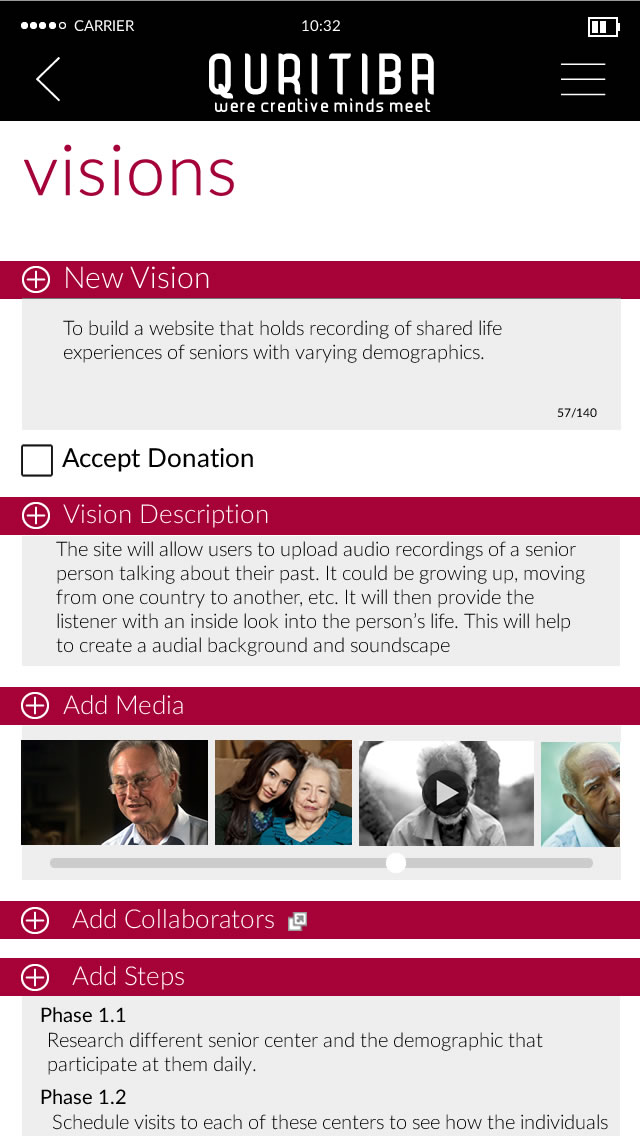 CARRIER 10:32
QURITIBA
were creative minds meet
visions
New Vision
To build a website that holds recording of shared life
experiences of seniors with varying demographics.
57/140
Accept Donation
Vision Description
The site will allow users to upload audio recordings of a senior
person talking about their past. It could be growing up, moving
from one country to another, etc. It will then provide the
listener with an inside look into the person’s life. This will help
to create a audial background and soundscape
Add Media
Add Collaborators
Add Steps
Phase 1.1
Research different senior center and the demographic that
participate at them daily.
Phase 1.2
Schedule visits to each of these centers to see how the individuals